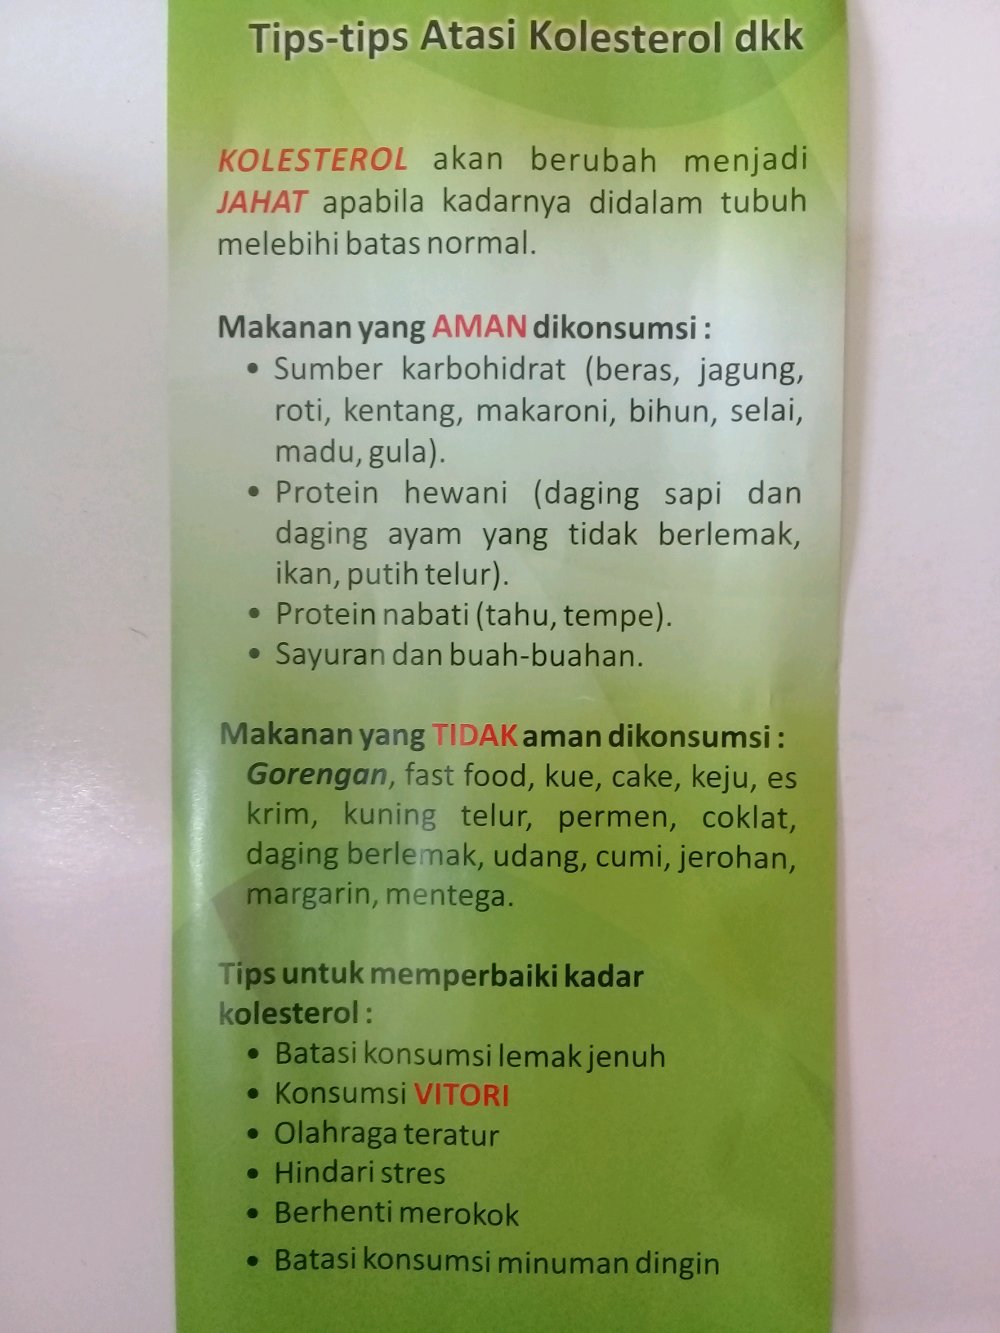 Tips-tips Atasi Kolesterol dkk
KOLESTEROL akan berubah menjadi
JAHAT apabila kadarnya didalam tubuh
melebihi batas normal.
Makanan yang AMAN dikonsumsi :
• Sumber karbohidrat (beras, jagung,
roti, kentang, makaroni, bihun, selai,
madu, gula).
• Protein hewani (daging sapi dan
daging ayam yang tidak berlemak,
ikan, putih telur).
• Protein nabati (tahu, tempe).
• Sayuran dan buah-buahan.
Makanan yang TIDAK aman dikonsumsi :
Gorengan, fast food, kue, cake, keju, es
krim, kuning telur, permen, coklat,
daging berlemak, udang, cumi, jerohan,
margarin, mentega.
Tips untuk memperbaiki kadar
kolesterol :
• Batasi konsumsi lemak jenuh
• Konsumsi VITORI
• Olahraga teratur
• Hindari stres
• Berhenti merokok
• Batasi konsumsi minuman dingin